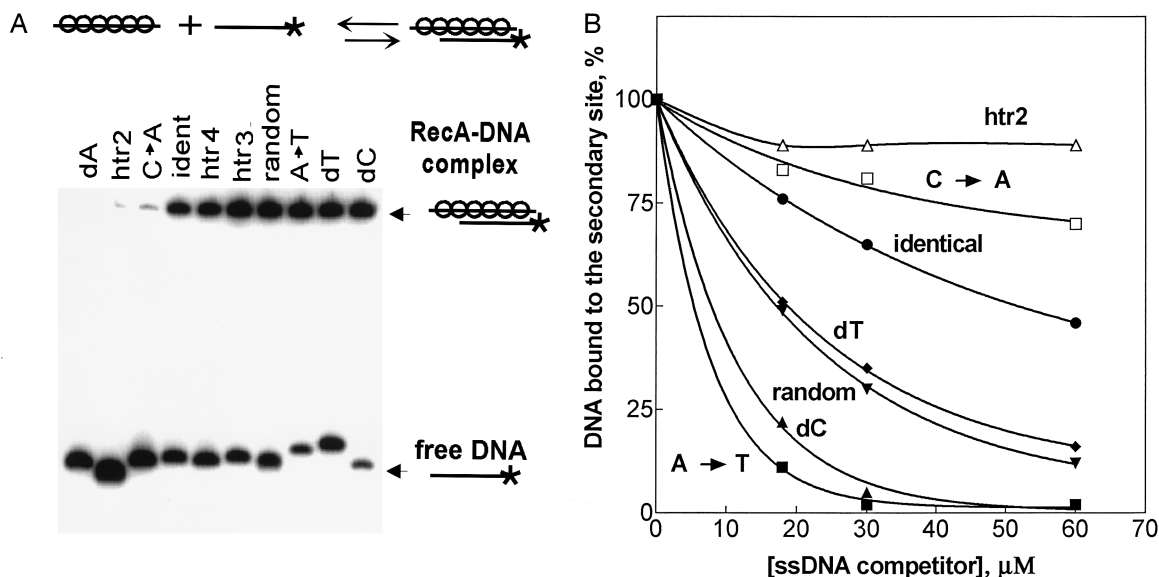 A
+
dA
htr2
C→A
ident
htr4
htr3
random
A→T
dT
dC
RecA-DNA
complex
free DNA
B
DNA bound to the secondary site, %
100
75
50
25
0
htr2
C → A
identical
dT
random
dC
A → T
0 10 20 30 40 50 60 70
[ssDNA competitor], μM